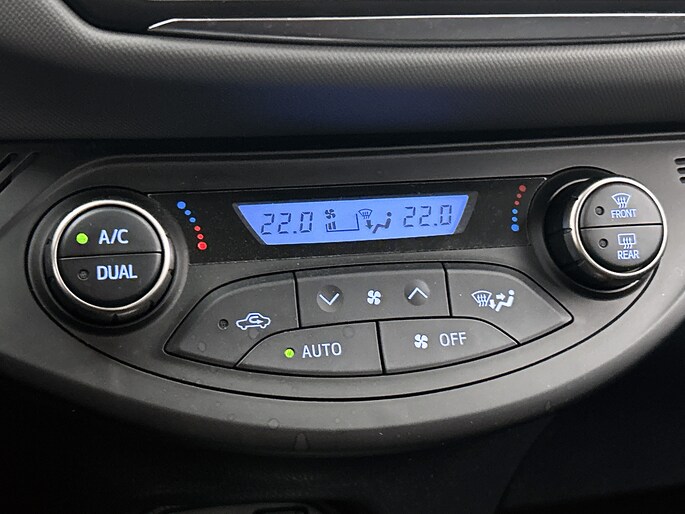 A/C
DUAL
22.0
22.0
FRONT
REAR
AUTO
OFF